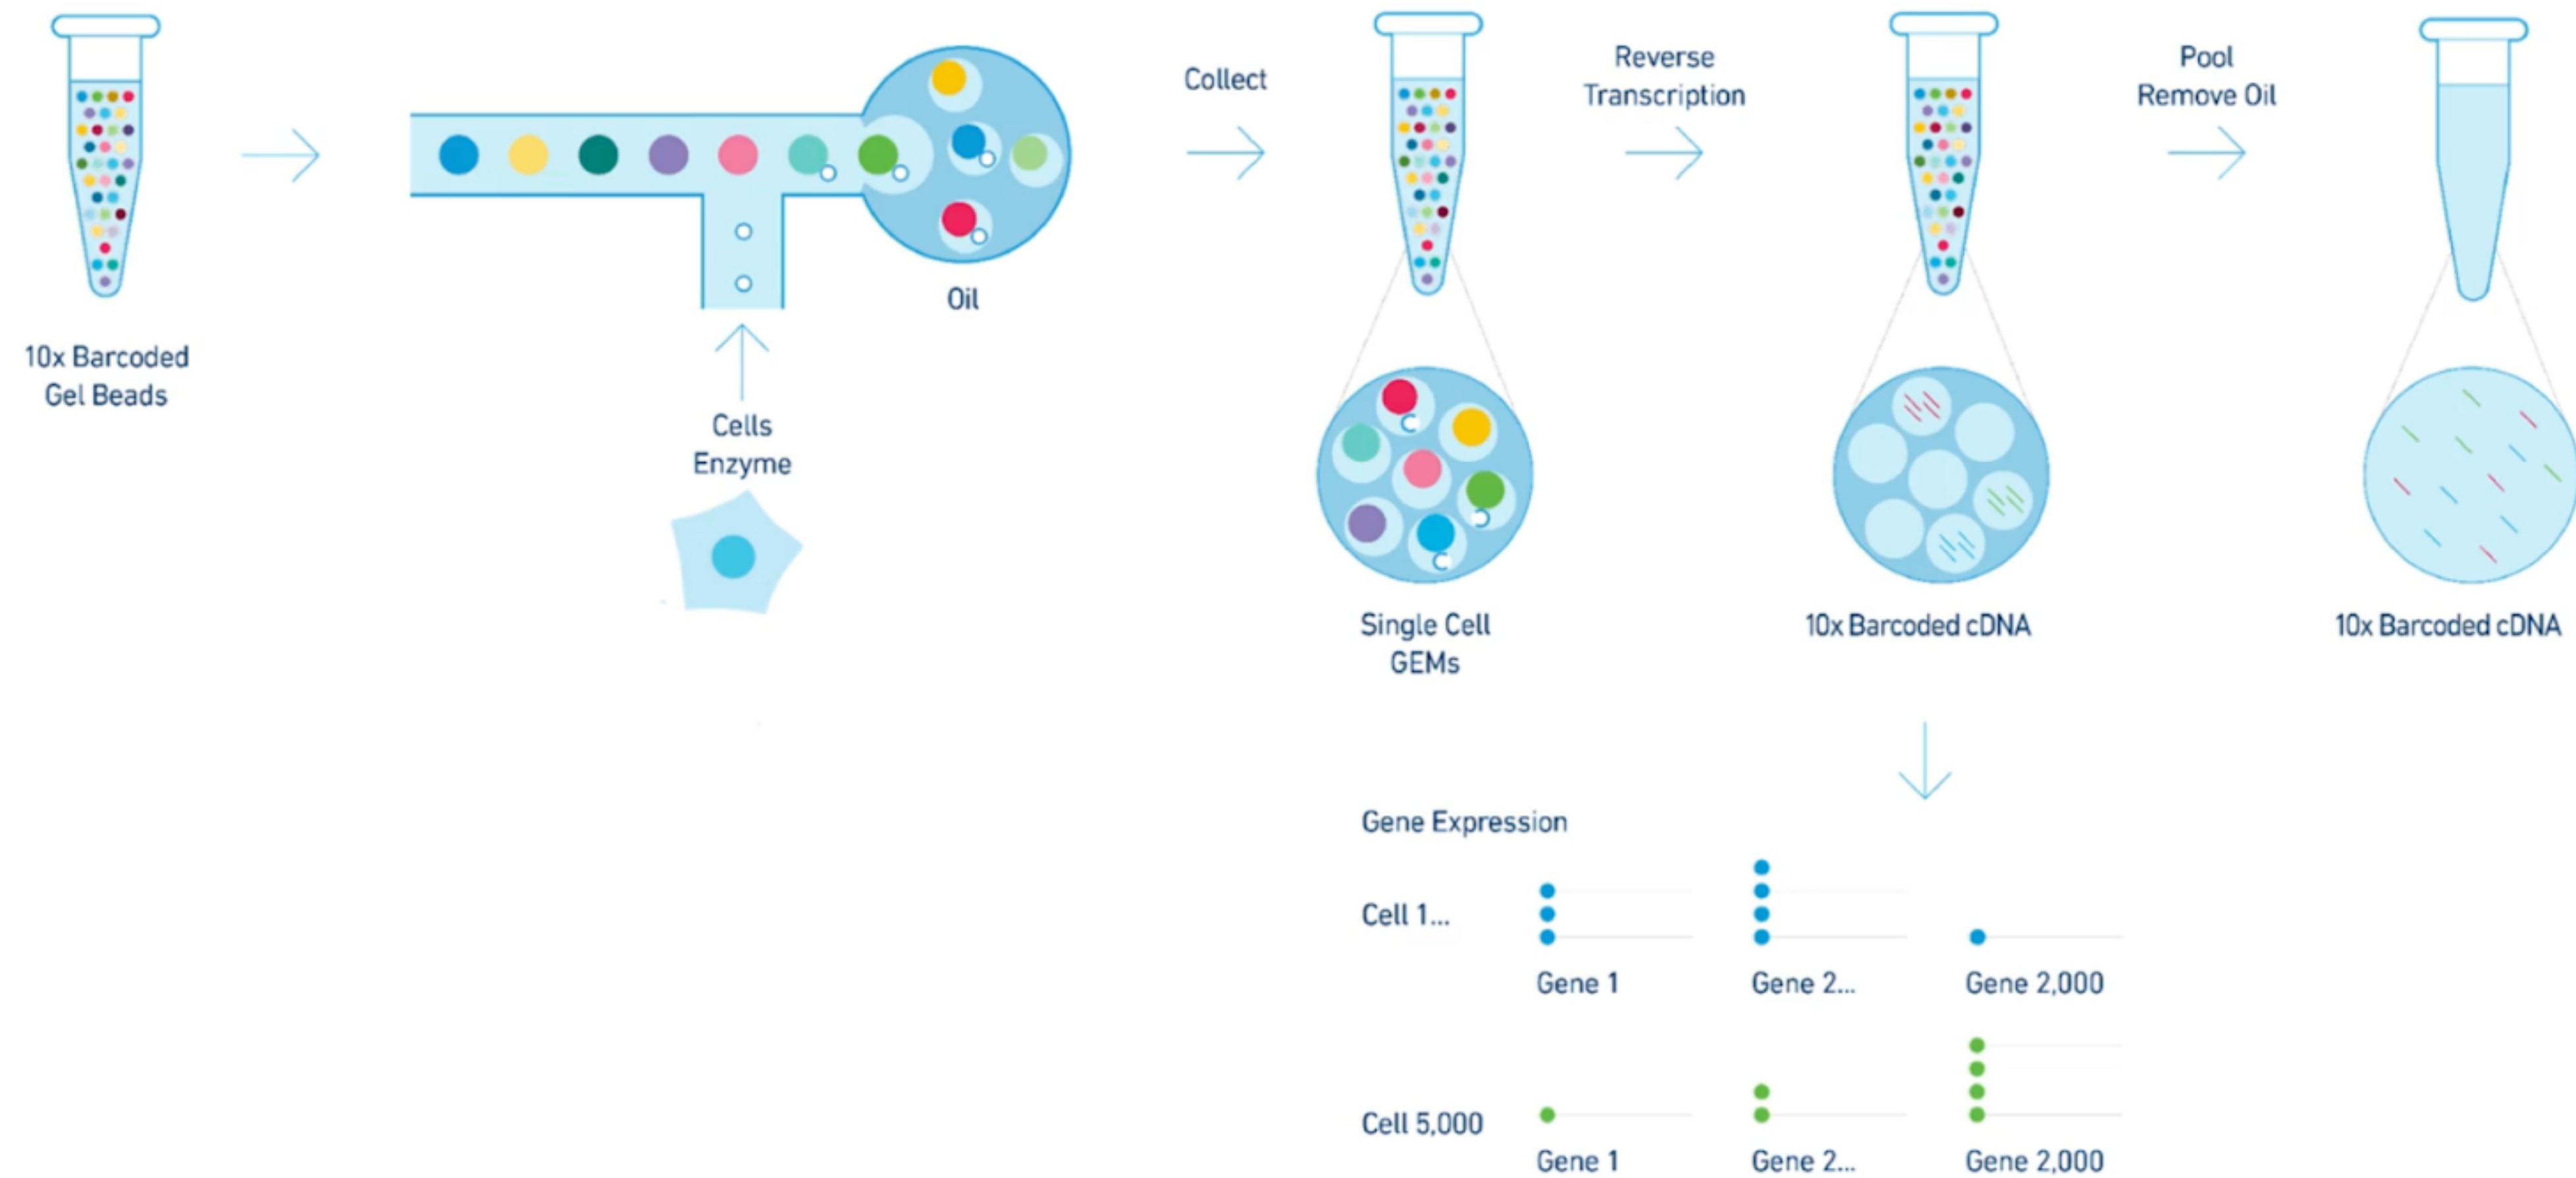 10x Barcoded
Gel Beads
Cells
Enzyme
Oil
Collect
Single Cell
GEMs
Reverse
Transcription
10x Barcoded cDNA
Pool
Remove Oil
10x Barcoded cDNA
Gene Expression
Cell 1...
Gene 1
Gene 2...
Gene 2,000
Cell 5,000
Gene 1
Gene 2...
Gene 2,000